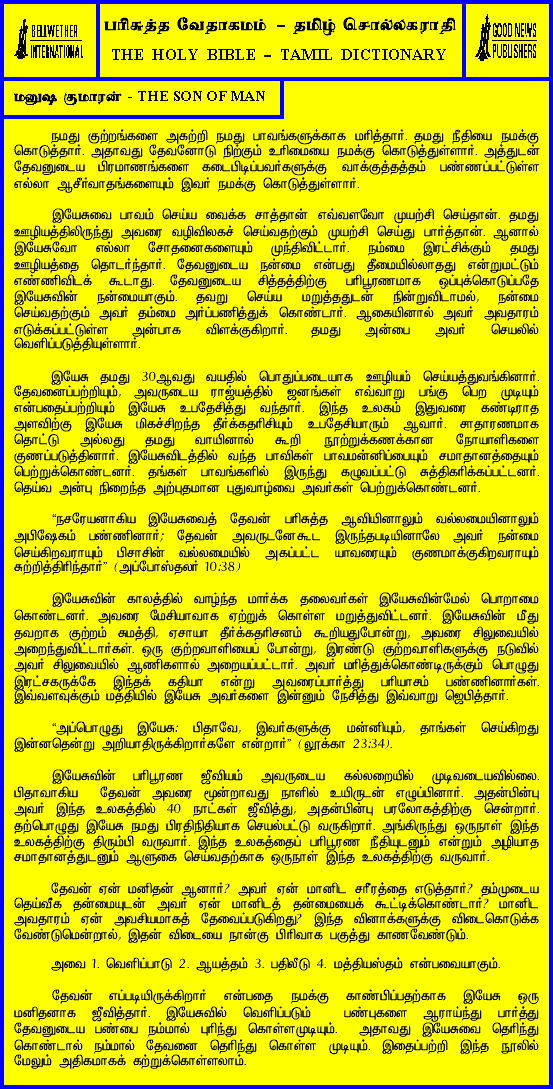 BELLWETHER
INTERNATIONAL
பரிசுத்த வேதாகமம் – தமிழ் சொல்லகராதி
THE HOLY BIBLE – TAMIL DICTIONARY
GOOD NEWS
PUBLISHERS
மனுஷ குமாரன் - THE SON OF MAN
நமது குற்றங்களை அகற்றி நமது பாவங்களுக்காக மரித்தார். தமது நீதியை நமக்கு
கொடுத்தார். அதாவது தேவனோடு நிற்கும் உரிமையை நமக்கு கொடுத்துள்ளார். அத்துடன்
தேவனுடைய பிரமாணங்களை கடைபிடிப்பவர்களுக்கு வாக்குத்தத்தம் பண்ணப்பட்டுள்ள
எல்லா ஆசீர்வாதங்களையும் இவர் நமக்கு கொடுத்துள்ளார்.
இயேசுவை பாவம் செய்ய வைக்க சாத்தான் எவ்வளவோ முயற்சி செய்தான். தமது
ஊழியத்திலிருந்து அவரை வழிவிலகச் செய்வதற்கும் முயற்சி செய்து பார்த்தான். ஆனால்
இயேசுவோ எல்லா சோதனைகளையும் முந்திவிட்டார். நம்மை இரட்சிக்கும் தமது
ஊழியத்தை தொடர்ந்தார். தேவனுடைய நன்மை என்பது தீமையில்லாதது என்றுமட்டும்
எண்ணிவிடக் கூடாது. தேவனுடைய சித்தத்திற்கு பரிபூரணமாக ஒப்புக்கொடுப்பதே
இயேசுவின் நன்மையாகும். தவறு செய்ய மறுத்ததுடன் நின்றுவிடாமல், நன்மை
செய்வதற்கும் அவர் தம்மை அர்ப்பணித்துக் கொண்டார். ஆகையினால் அவர் அவதாரம்
எடுக்கப்பட்டுள்ள அன்பாக விளக்குகிறார். தமது அன்பை அவர் செயலில்
வெளிப்படுத்தியுள்ளார்.
இயேசு தமது 30ஆவது வயதில் பொதுப்படையாக ஊழியம் செய்யத்துவங்கினார்.
தேவனைப்பற்றியும், அவருடைய ராஜ்யத்தில் ஜனங்கள் எவ்வாறு பங்கு பெற முடியும்
என்பதைப்பற்றியும் இயேசு உபதேசித்து வந்தார். இந்த உலகம் இதுவரை கண்டிராத
அளவிற்கு இயேசு மிகச்சிறந்த தீர்க்கதரிசியும் உபதேசியாரும் ஆவார். சாதாரணமாக
தொட்டு அல்லது தமது வாயினால் கூறி நூற்றுக்கணக்கான நோயாளிகளை
குணப்படுத்தினார். இயேசுவிடத்தில் வந்த பாவிகள் பாவமன்னிப்பையும் சமாதானத்தையும்
பெற்றுக்கொண்டனர். தங்கள் பாவங்களில் இருந்து கழுவப்பட்டு சுத்திகரிக்கப்பட்டனர்.
தெய்வ அன்பு நிறைந்த அற்புதமான புதுவாழ்வை அவர்கள் பெற்றுக்கொண்டனர்.
“நசரேயனாகிய இயேசுவைத் தேவன் பரிசுத்த ஆவியினாலும் வல்லமையினாலும்
அபிஷேகம் பண்ணினார்; தேவன் அவருடனேகூட இருந்தபடியினாலே அவர் நன்மை
செய்கிறவராயும் பிசாசின் வல்லமையில் அகப்பட்ட யாவரையும் குணமாக்குகிறவராயும்
சுற்றித்திரிந்தார்” (அப்போஸ்தலர் 10:38)
இயேசுவின் காலத்தில் வாழ்ந்த மார்க்க தலைவர்கள் இயேசுவின்மேல் பொறாமை
கொண்டனர். அவரை மேசியாவாக ஏற்றுக் கொள்ள மறுத்துவிட்டனர். இயேசுவின் மீது
தவறாக குற்றம் சுமத்தி, ஏசாயா தீர்க்கதரிசனம் கூறியதுபோன்று, அவரை சிலுவையில்
அறைந்துவிட்டார்கள். ஒரு குற்றவாளியைப் போன்று, இரண்டு குற்றவாளிகளுக்கு நடுவில்
அவர் சிலுவையில் ஆணிகளால் அறையப்பட்டார். அவர் மரித்துக்கொண்டிருக்கும் பொழுது
இரட்சகருக்கே இந்தக் கதியா என்று அவரைப்பார்த்து பரியாசம் பண்ணினார்கள்.
இவ்வளவுக்கும் மத்தியில் இயேசு அவர்களை இன்னும் நேசித்து இவ்வாறு ஜெபித்தார்.
“அப்பொழுது இயேசு: பிதாவே, இவர்களுக்கு மன்னியும், தாங்கள் செய்கிறது
இன்னதென்று அறியாதிருக்கிறார்களே என்றார்” (லூக்கா 23:34).
இயேசுவின் பரிபூரண ஜீவியம் அவருடைய கல்லறையில் முடிவடையவில்லை.
பிதாவாகிய தேவன் அவரை மூன்றாவது நாளில் உயிருடன் எழுப்பினார். அதன்பின்பு
அவர் இந்த உலகத்தில் 40 நாட்கள் ஜீவித்து, அதன்பின்பு பரலோகத்திற்கு சென்றார்.
தற்பொழுது இயேசு நமது பிரதிநிதியாக செயல்பட்டு வருகிறார். அங்கிருந்து ஒருநாள் இந்த
உலகத்திற்கு திரும்பி வருவார். இந்த உலகத்தைப் பரிபூரண நீதியுடனும் என்றும் அழியாத
சமாதானத்துடனும் ஆளுகை செய்வதற்காக ஒருநாள் இந்த உலகத்திற்கு வருவார்.
தேவன் ஏன் மனிதன் ஆனார்? அவர் ஏன் மானிட சரீரத்தை எடுத்தார்? தம்முடைய
தெய்வீக தன்மையுடன் அவர் ஏன் மானிடத் தன்மையைக் கூட்டிக்கொண்டார்? மானிட
அவதாரம் ஏன் அவசியமாகத் தேவைப்படுகிறது? இந்த வினாக்களுக்கு விடைகொடுக்க
வேண்டுமென்றால், இதன் விடையை நான்கு பிரிவாக பகுத்து காணவேண்டும்.
அவை 1. வெளிப்பாடு 2. ஆயத்தம் 3. பதிலீடு 4. மத்தியஸ்தம் என்பவையாகும்.
தேவன் எப்படியிருக்கிறார் என்பதை நமக்கு காண்பிப்பதற்காக இயேசு ஒரு
மனிதனாக ஜீவித்தார். இயேசுவில் வெளிப்படும் பண்புகளை ஆராய்ந்து பார்த்து
தேவனுடைய பண்பை நம்மால் புரிந்து கொள்ளமுடியும். அதாவது இயேசுவை தெரிந்து
கொண்டால் நம்மால் தேவனை தெரிந்து கொள்ள முடியும். இதைப்பற்றி இந்த நூலில்
மேலும் அதிகமாகக் கற்றுக்கொள்ளலாம்.